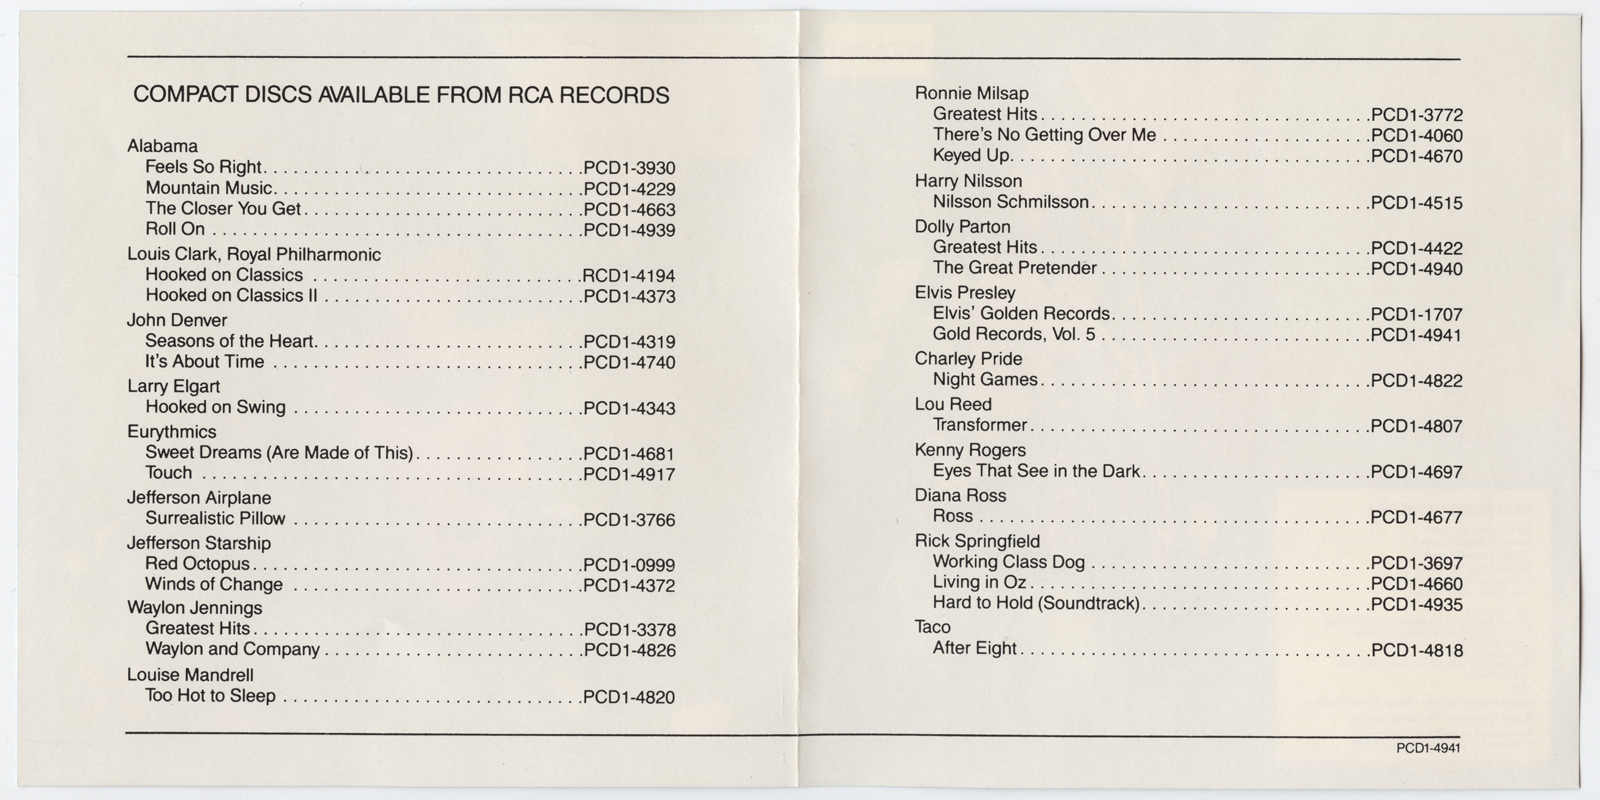 COMPACT DISCS AVAILABLE FROM RCA RECORDS
Alabama
Feels So Right. . . . . . . . . . . . . . . . . . . . . . . . . . . . . . .PCD1-3930
Mountain Music. . . . . . . . . . . . . . . . . . . . . . . . . . . . . .PCD1-4229
The Closer You Get . . . . . . . . . . . . . . . . . . . . . . . . . . .PCD1-4663
Roll On . . . . . . . . . . . . . . . . . . . . . . . . . . . . . . . . . . . .PCD1-4939
Louis Clark, Royal Philharmonic
Hooked on Classics . . . . . . . . . . . . . . . . . . . . . . . . . .RCD1-4194
Hooked on Classics II . . . . . . . . . . . . . . . . . . . . . . . . .PCD1-4373
John Denver
Seasons of the Heart. . . . . . . . . . . . . . . . . . . . . . . . . .PCD1-4319
It's About Time . . . . . . . . . . . . . . . . . . . . . . . . . . . . . .PCD1-4740
Larry Elgart
Hooked on Swing . . . . . . . . . . . . . . . . . . . . . . . . . . . .PCD1-4343
Eurythmics
Sweet Dreams (Are Made of This). . . . . . . . . . . . . . . .PCD1-4681
Touch . . . . . . . . . . . . . . . . . . . . . . . . . . . . . . . . . . . . .PCD1-4917
Jefferson Airplane
Surrealistic Pillow . . . . . . . . . . . . . . . . . . . . . . . . . . . .PCD1-3766
Jefferson Starship
Red Octopus . . . . . . . . . . . . . . . . . . . . . . . . . . . . . . . .PCD1-0999
Winds of Change . . . . . . . . . . . . . . . . . . . . . . . . . . . .PCD1-4372
Waylon Jennings
Greatest Hits . . . . . . . . . . . . . . . . . . . . . . . . . . . . . . . .PCD1-3378
Waylon and Company . . . . . . . . . . . . . . . . . . . . . . . . .PCD1-4826
Louise Mandrell
Too Hot to Sleep . . . . . . . . . . . . . . . . . . . . . . . . . . . . .PCD1-4820
Ronnie Milsap
Greatest Hits . . . . . . . . . . . . . . . . . . . . . . . . . . . . . . . .PCD1-3772
There's No Getting Over Me . . . . . . . . . . . . . . . . . . . .PCD1-4060
Keyed Up. . . . . . . . . . . . . . . . . . . . . . . . . . . . . . . . . . .PCD1-4670
Harry Nilsson
Nilsson Schmilsson . . . . . . . . . . . . . . . . . . . . . . . . . . .PCD1-4515
Dolly Parton
Greatest Hits . . . . . . . . . . . . . . . . . . . . . . . . . . . . . . . .PCD1-4422
The Great Pretender . . . . . . . . . . . . . . . . . . . . . . . . . .PCD1-4940
Elvis Presley
Elvis' Golden Records. . . . . . . . . . . . . . . . . . . . . . . . .PCD1-1707
Gold Records, Vol. 5 . . . . . . . . . . . . . . . . . . . . . . . . . .PCD1-4941
Charley Pride
Night Games . . . . . . . . . . . . . . . . . . . . . . . . . . . . . . . .PCD1-4822
Lou Reed
Transformer . . . . . . . . . . . . . . . . . . . . . . . . . . . . . . . . .PCD1-4807
Kenny Rogers
Eyes That See in the Dark. . . . . . . . . . . . . . . . . . . . . .PCD1-4697
Diana Ross
Ross . . . . . . . . . . . . . . . . . . . . . . . . . . . . . . . . . . . . . .PCD1-4677
Rick Springfield
Working Class Dog . . . . . . . . . . . . . . . . . . . . . . . . . . .PCD1-3697
Living in Oz . . . . . . . . . . . . . . . . . . . . . . . . . . . . . . . . .PCD1-4660
Hard to Hold (Soundtrack). . . . . . . . . . . . . . . . . . . . . .PCD1-4935
Taco
After Eight . . . . . . . . . . . . . . . . . . . . . . . . . . . . . . . . . .PCD1-4818
PCD1-4941